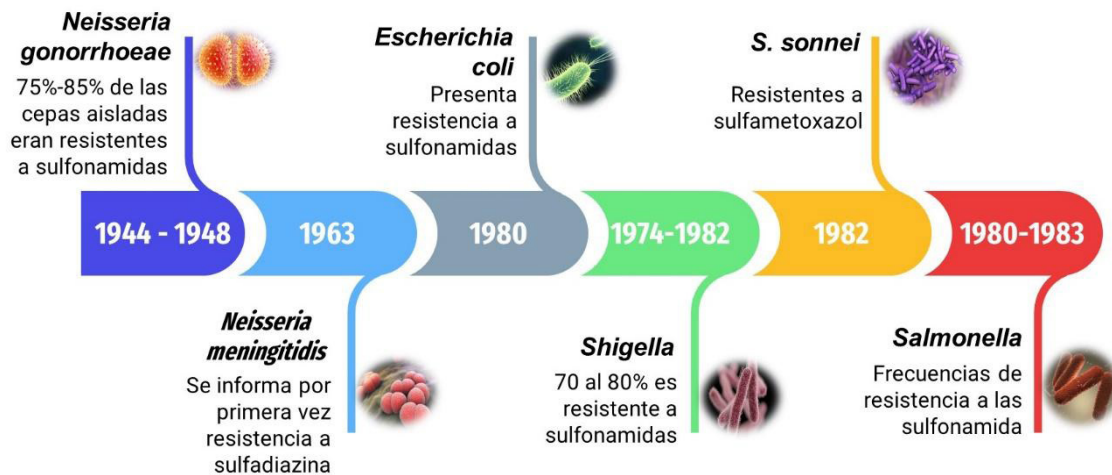 Neisseria
gonorrhoeae
75%-85% de las
cepas aisladas
eran resistentes
a sulfonamidas
Escherichia
coli
Presenta
resistencia a
sulfonamidas
S. sonnei
Resistentes a
sulfametoxazol
1944 - 1948
1963
1980
1974-1982
1982
1980-1983
Neisseria
meningitidis
Se informa por
primera vez
resistencia a
sulfadiazina
Shigella
70 al 80% es
resistente a
sulfonamidas
Salmonella
Frecuencias de
resistencia a las
sulfonamida